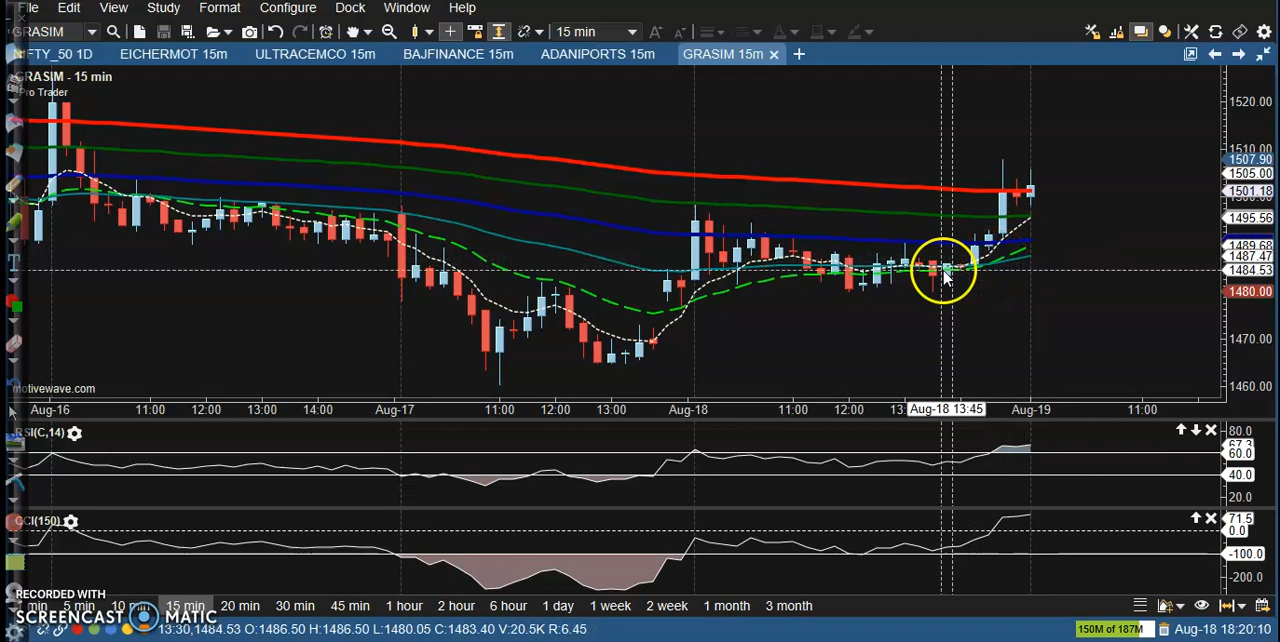 File Edit View Study Format Configure Dock Window Help
GRASIM 15 min
NIFTY_50 1D EICHERMOT 15m ULTRACEMCO 15m BAJFINANCE 15m ADANIPORTS 15m GRASIM 15m
GRASIM - 15 min
Pro Trader
1520.00
1510.00
1507.90
1505.00
1501.18
1500.00
1495.56
1489.68
1487.47
1484.53
1480.00
1470.00
1460.00
motivewave.com
Aug-16 11:00 12:00 13:00 14:00 Aug-17 11:00 12:00 13:00 Aug-18 11:00 12:00 Aug-18 13:45 Aug-19 11:00
RSI(C,14)
80.0
67.3
60.0
40.0
20.0
CCI(150)
71.5
0.0
-100.0
-200.0
RECORDED WITH
SCREENCAST MATIC
1 min 5 min 10 min 15 min 20 min 30 min 45 min 1 hour 2 hour 6 hour 1 day 1 week 2 week 1 month 3 month
13:30,1484.53 O:1486.50 H:1486.50 L:1480.05 C:1483.40 V:20.5K R:6.45
150M of 187M Aug-18 20:10